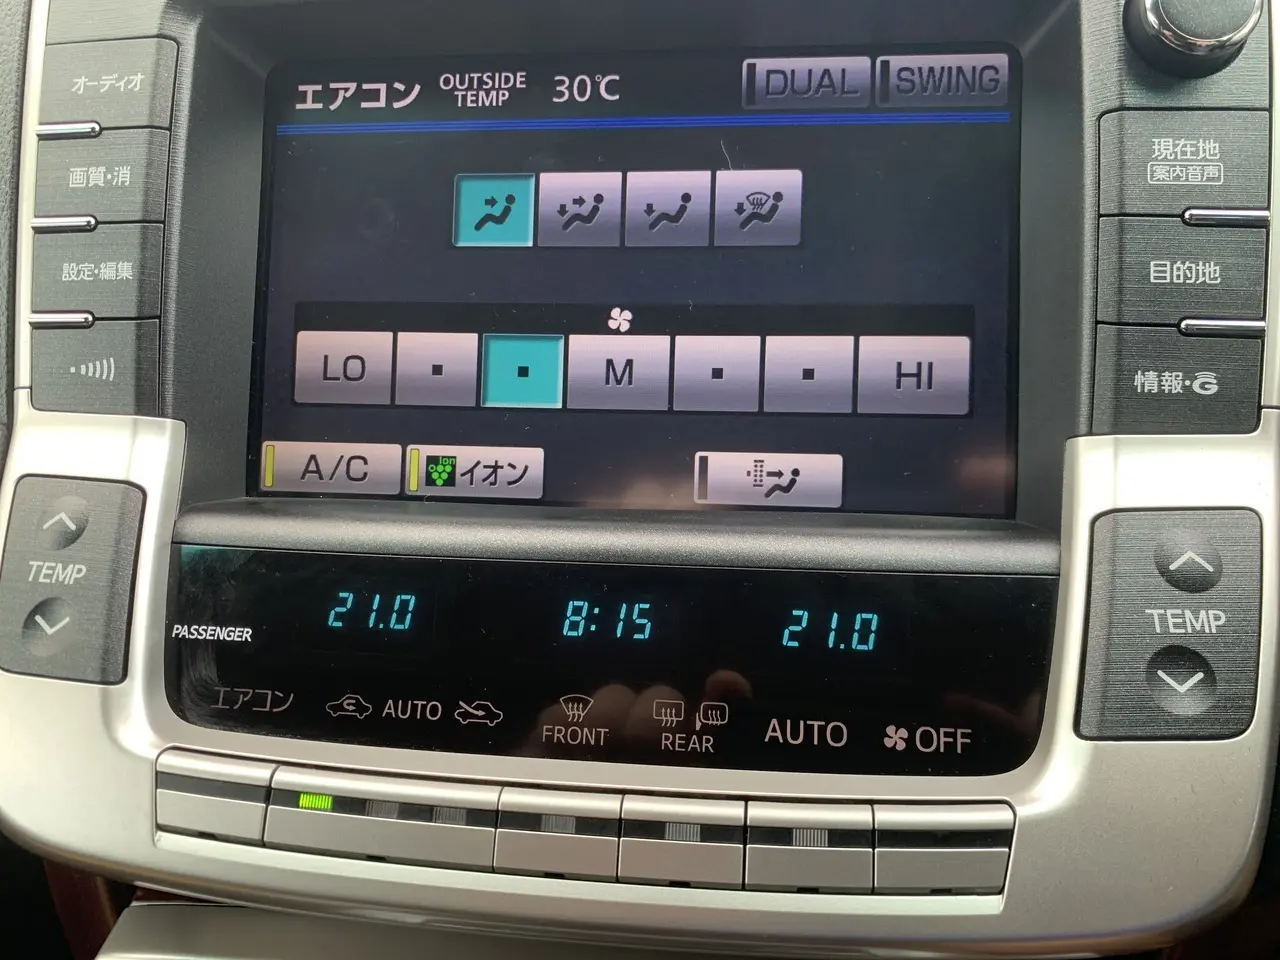 オーディオ
画質・消
設定・編集
エアコン
OUTSIDE
TEMP
30℃
DUAL
SWING
LO
M
HI
A/C
ion
イオン
現在地
案内音声
目的地
情報・G
TEMP
PASSENGER
21.0
8:15
21.0
TEMP
エアコン
AUTO
FRONT
REAR
AUTO
OFF